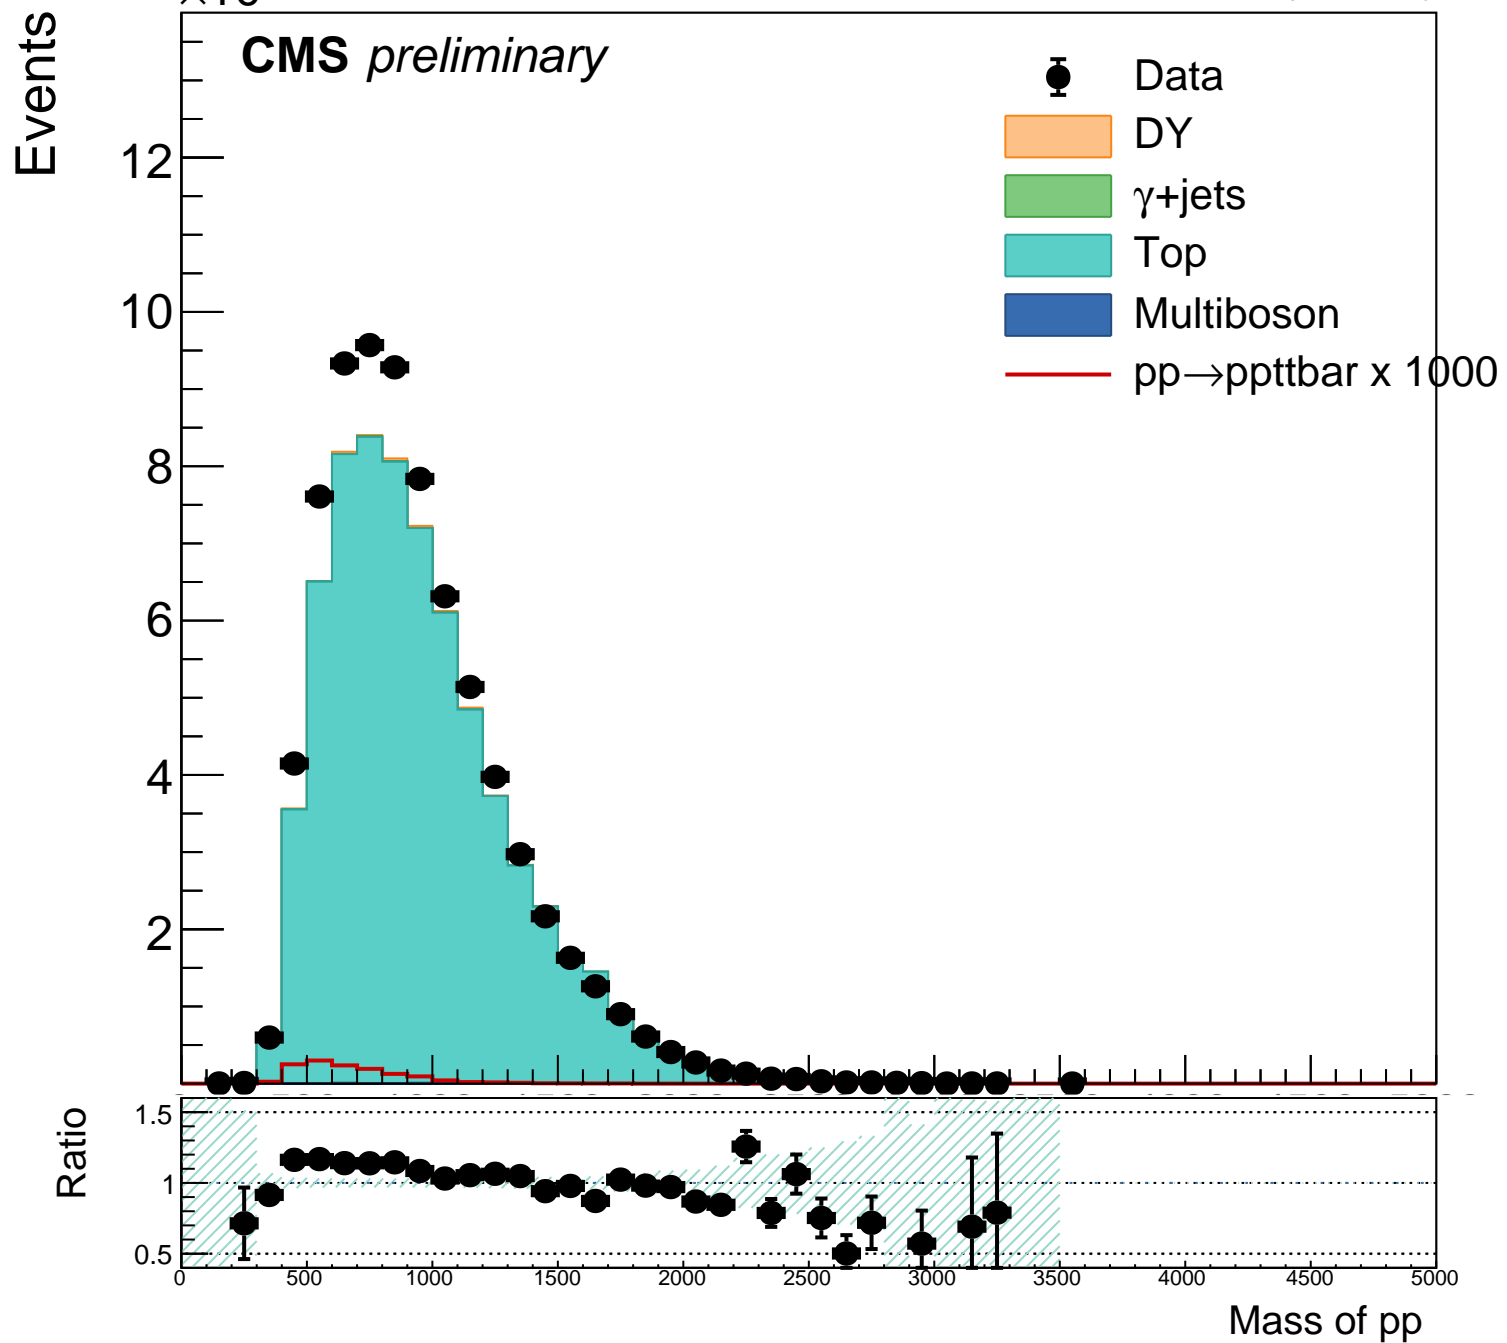 Events
CMS preliminary
Data
DY
γ+jets
Top
Multiboson
pp→ppttbar x 1000
12
10
8
6
4
2
Ratio
1.5
1
0.5
0 500 1000 1500 2000 2500 3000 3500 4000 4500 5000
Mass of pp